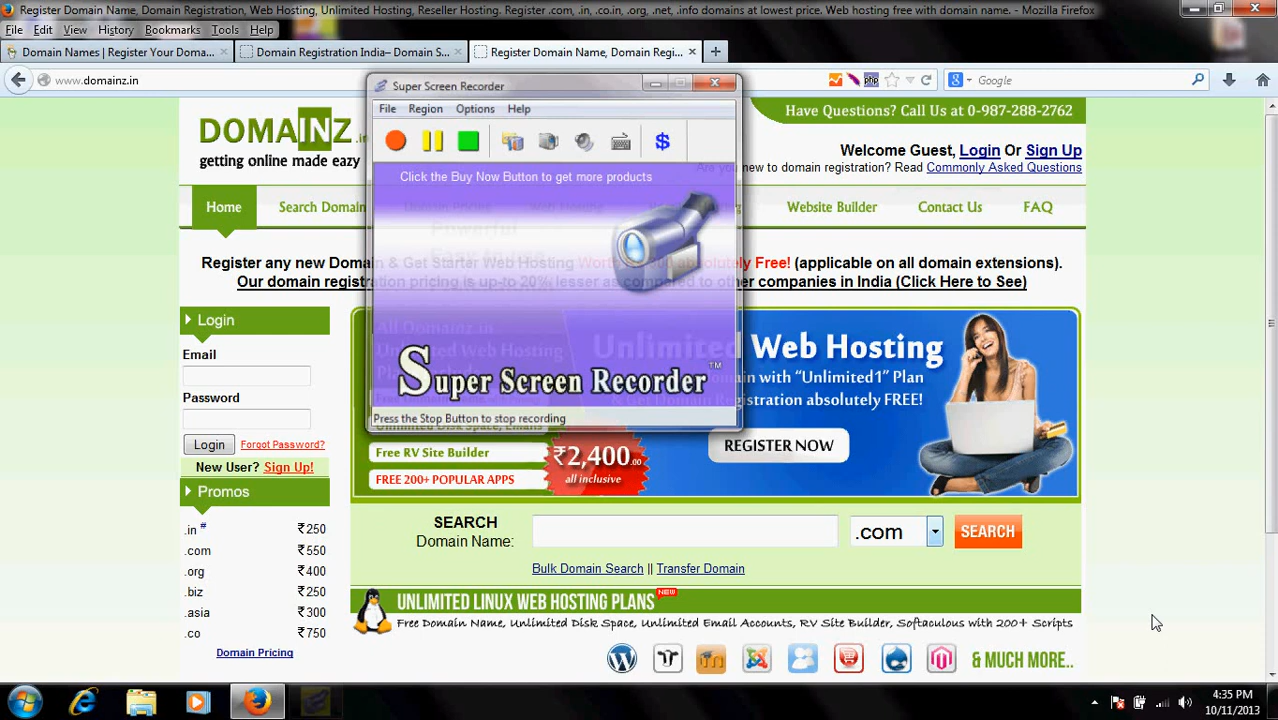 Register Domain Name, Domain Registration, Web Hosting, Unlimited Hosting, Reseller Hosting. Register .com, .in, .co.in, .org, .net, .info domains at lowest price. Web hosting free with domain name. - Mozilla Firefox
File Edit View History Bookmarks Tools Help
Domain Names | Register Your Doma... Domain Registration India– Domain S... Register Domain Name, Domain Regi...
www.domainz.in
Google
Super Screen Recorder
File Region Options Help
Click the Buy Now Button to get more products
Super Screen Recorder™
Press the Stop Button to stop recording
DOMAINZ.in
getting online made easy
Have Questions? Call Us at 0-987-288-2762
Welcome Guest, Login Or Sign Up
Are you new to domain registration? Read Commonly Asked Questions
Home Search Domain Website Builder Contact Us FAQ
Register any new Domain & Get Starter Web Hosting Worth absolutely Free! (applicable on all domain extensions).
Our domain registration pricing is up-to 20% lesser as compared to other companies in India (Click Here to See)
Login
Email
Password
Login Forgot Password?
New User? Sign Up!
Promos
.in # ₹250
.com ₹550
.org ₹400
.biz ₹250
.asia ₹300
.co ₹750
Domain Pricing
All Domainz.in
Unlimited Web Hosting
Unlimited Disk Space, Emails
Free RV Site Builder
FREE 200+ POPULAR APPS
₹2,400.00
all inclusive
Unlimited Web Hosting
Domain with “Unlimited1” Plan
& Get Domain Registration absolutely FREE!
REGISTER NOW
SEARCH
Domain Name:
.com
SEARCH
Bulk Domain Search || Transfer Domain
UNLIMITED LINUX WEB HOSTING PLANS NEW
Free Domain Name, Unlimited Disk Space, Unlimited Email Accounts, RV Site Builder, Softaculous with 200+ Scripts
& MUCH MORE..
4:35 PM
10/11/2013